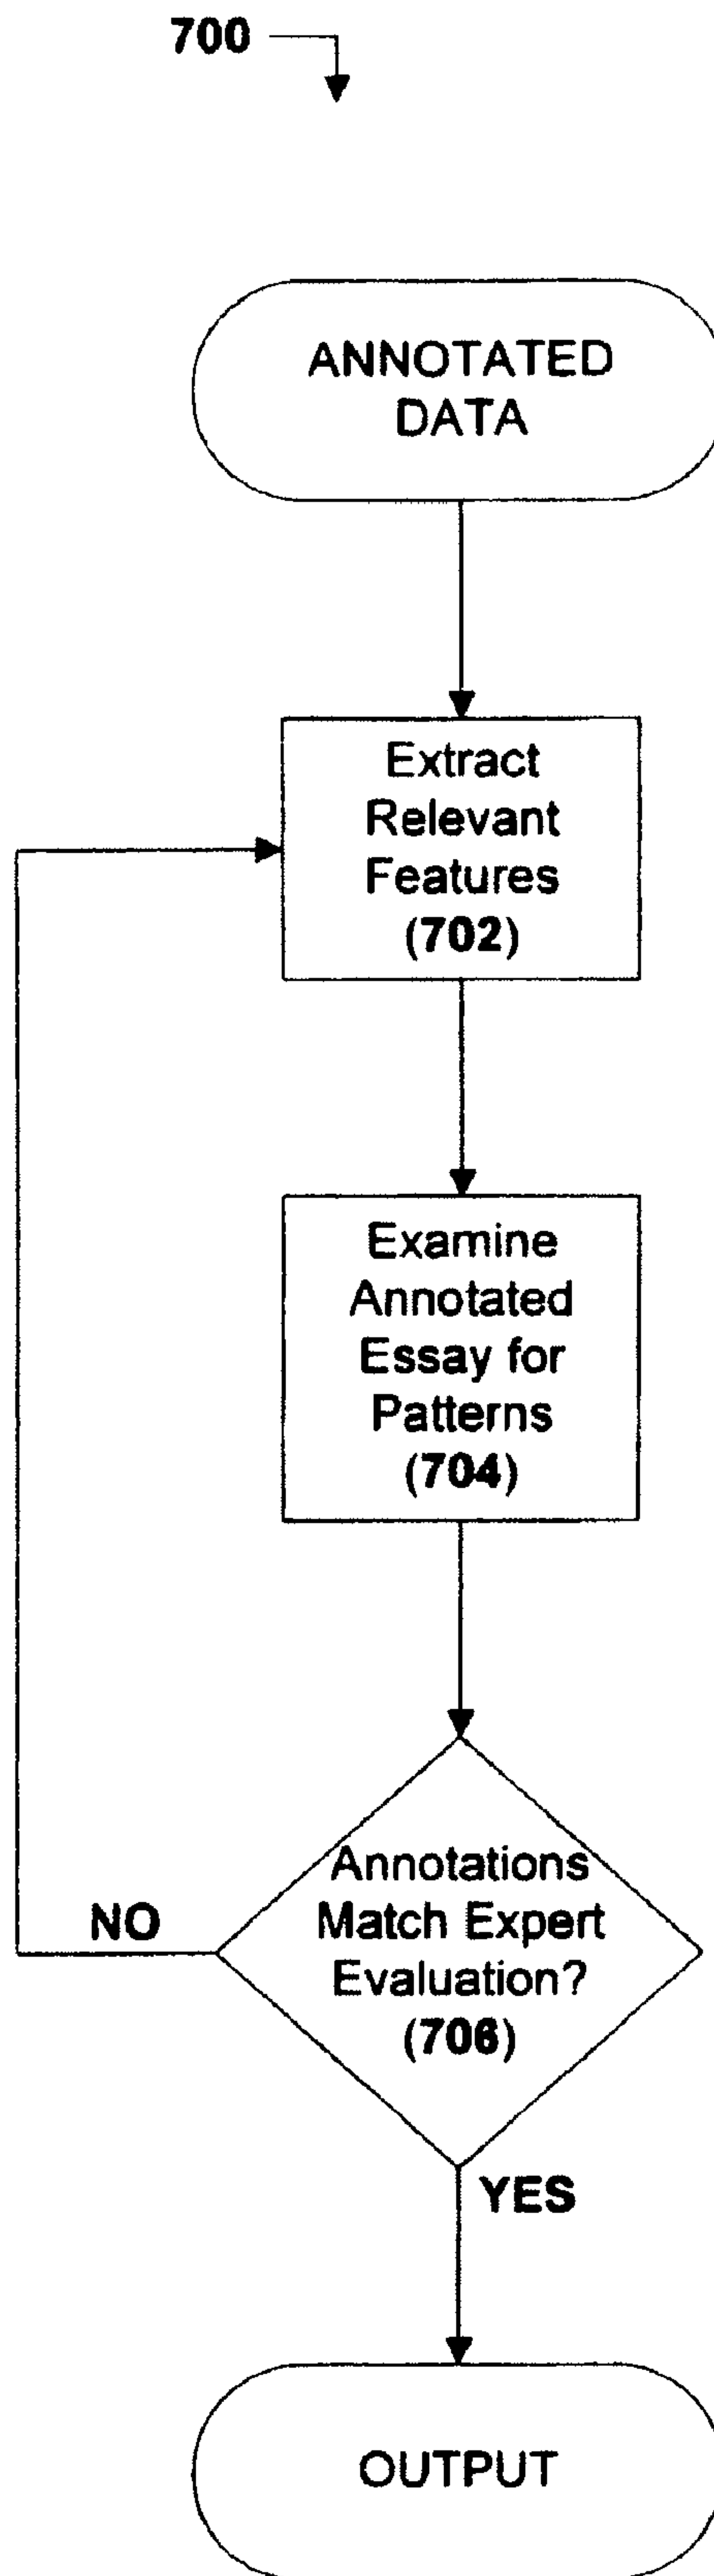 700
ANNOTATED
DATA
Extract
Relevant
Features
(702)
Examine
Annotated
Essay for
Patterns
(704)
Annotations
Match Expert
Evaluation?
(706)
NO
YES
OUTPUT